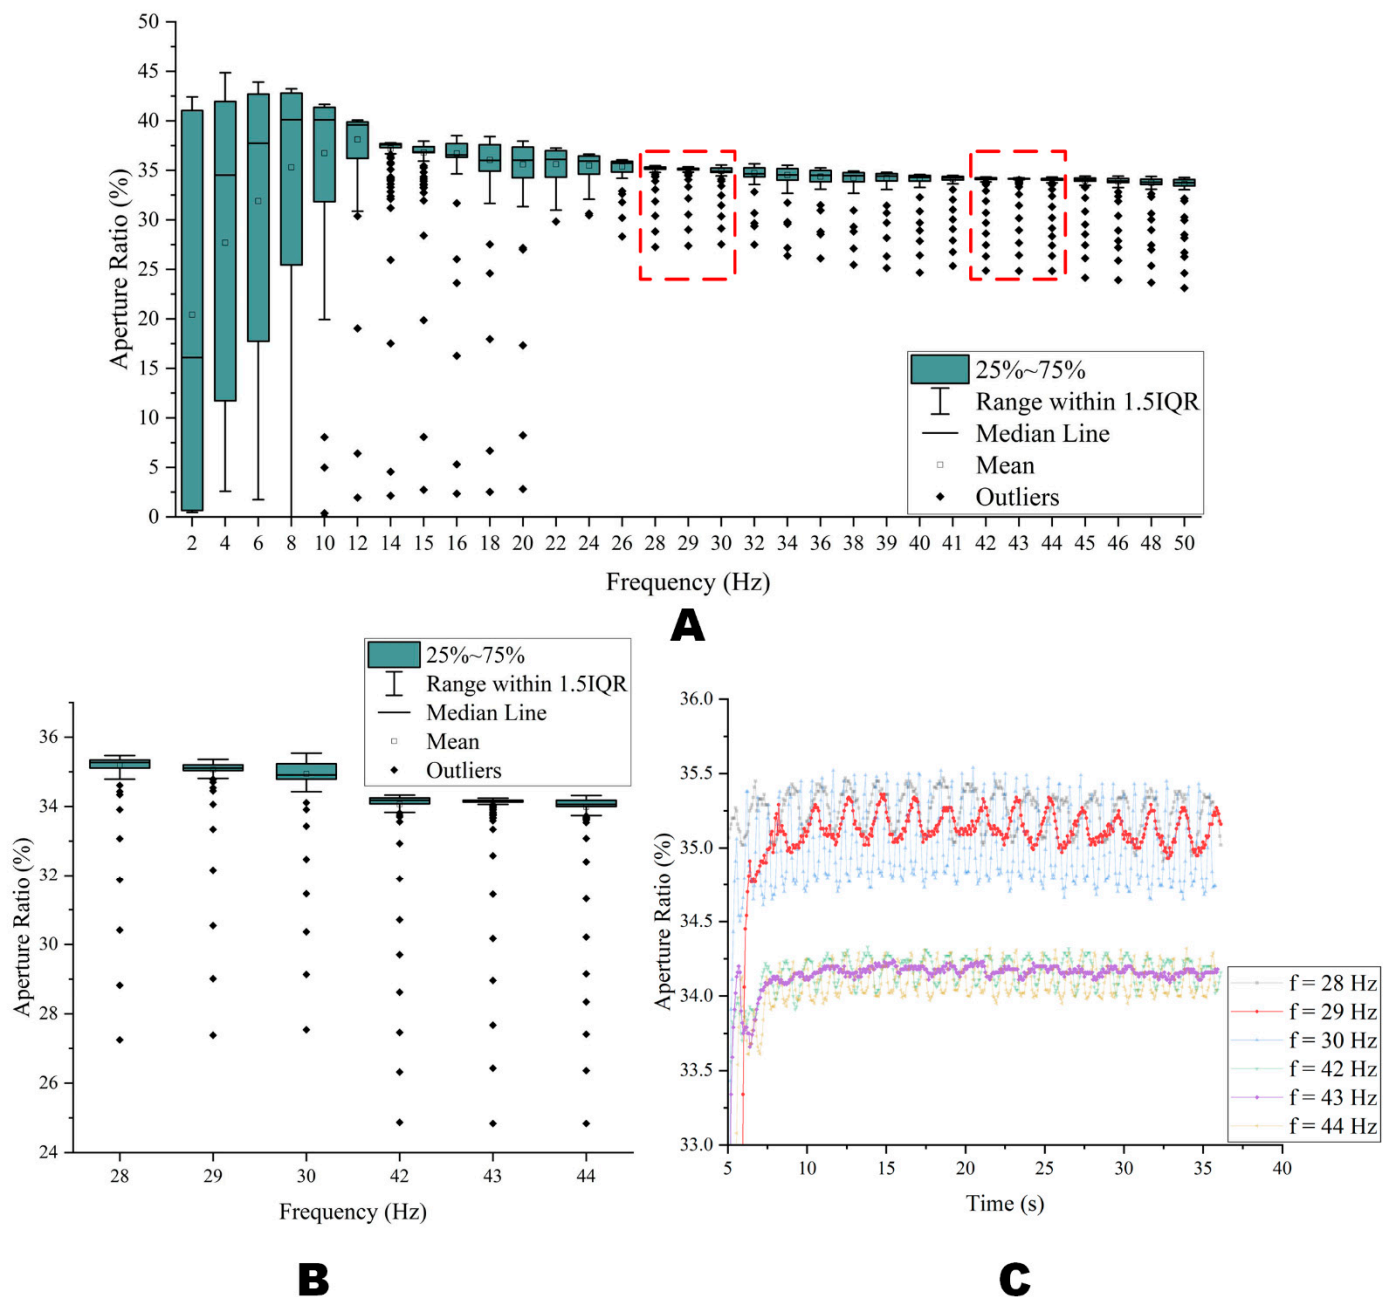 50
45
40
35
30
25
20
15
10
5
0
Aperture Ratio (%)
25%~75%
Range within 1.5IQR
Median Line
Mean
Outliers
2 4 6 8 10 12 14 15 16 18 20 22 24 26 28 29 30 32 34 36 38 39 40 41 42 43 44 45 46 48 50
Frequency (Hz)
A
25%~75%
Range within 1.5IQR
Median Line
Mean
Outliers
36
34
32
30
28
26
24
Aperture Ratio (%)
28 29 30 42 43 44
Frequency (Hz)
B
36.0
35.5
35.0
34.5
34.0
33.5
33.0
Aperture Ratio (%)
f = 28 Hz
f = 29 Hz
f = 30 Hz
f = 42 Hz
f = 43 Hz
f = 44 Hz
5 10 15 20 25 30 35 40
Time (s)
C